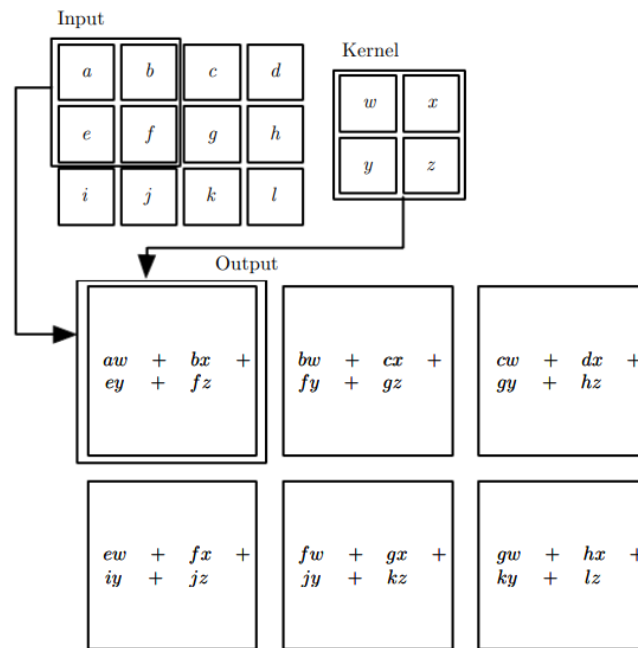 Input
a b c d
Kernel
w x
e f g h
y z
i j k l
Output
aw + bx + bw + cx + cw + dx +
ey + fz fy + gz gy + hz
ew + fx + fw + gx + gw + hx +
iy + jz jy + kz ky + lz